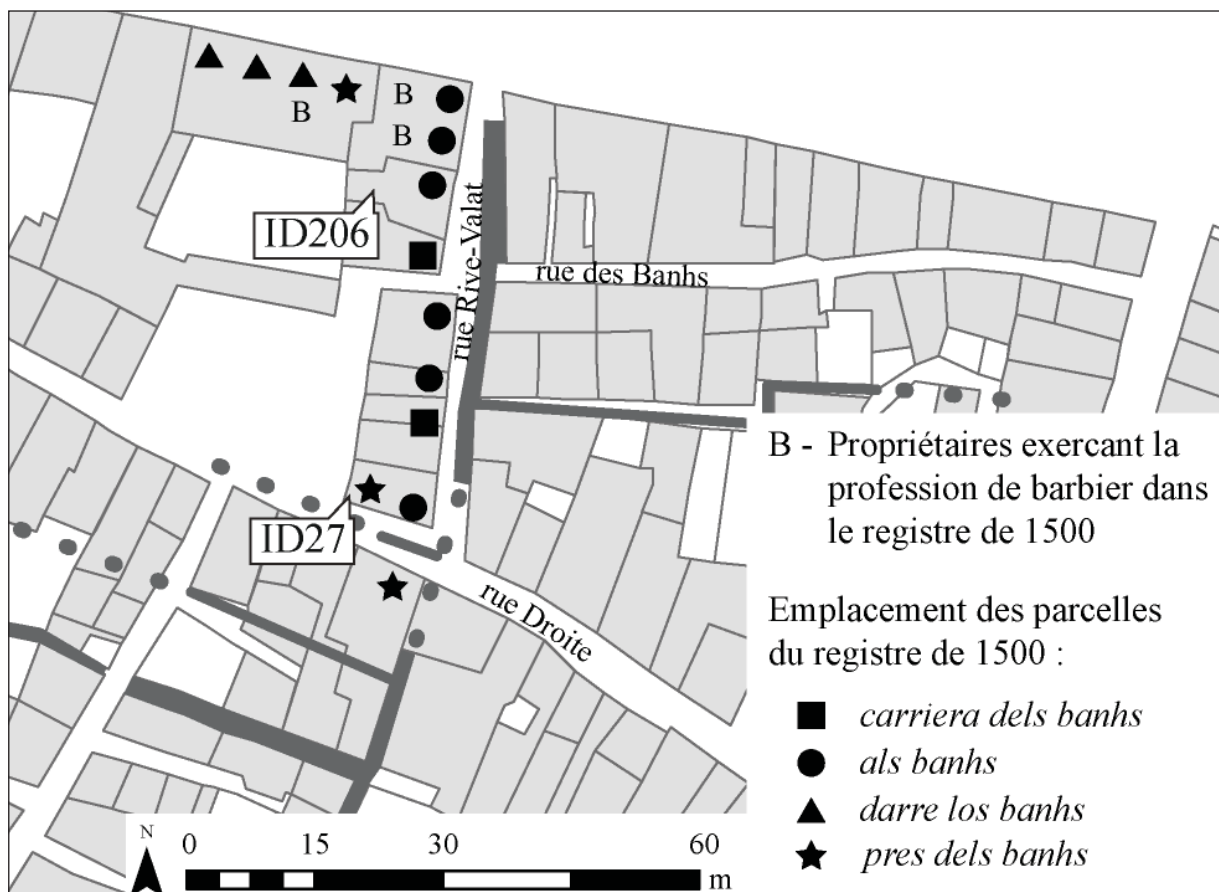 B
B
B
ID206
rue Rive-Valat
rue des Banhs
ID27
rue Droite
B - Propriétaires exercant la
profession de barbier dans
le registre de 1500
Emplacement des parcelles
du registre de 1500 :
carriera dels banhs
als banhs
darre los banhs
pres dels banhs
N
0 15 30 60
m